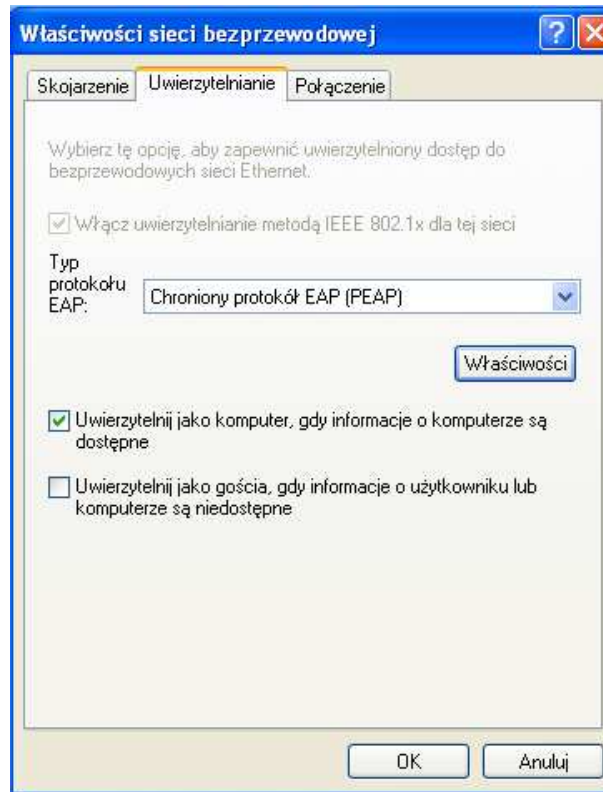 Właściwości sieci bezprzewodowej
Skojarzenie Uwierzytelnianie Połączenie
Wybierz tę opcję, aby zapewnić uwierzytelniony dostęp do
bezprzewodowych sieci Ethernet.
Włącz uwierzytelnianie metodą IEEE 802.1x dla tej sieci
Typ
protokołu
EAP:
Chroniony protokół EAP (PEAP)
Właściwości
Uwierzytelnij jako komputer, gdy informacje o komputerze są
dostępne
Uwierzytelnij jako gościa, gdy informacje o użytkowniku lub
komputerze są niedostępne
OK Anuluj